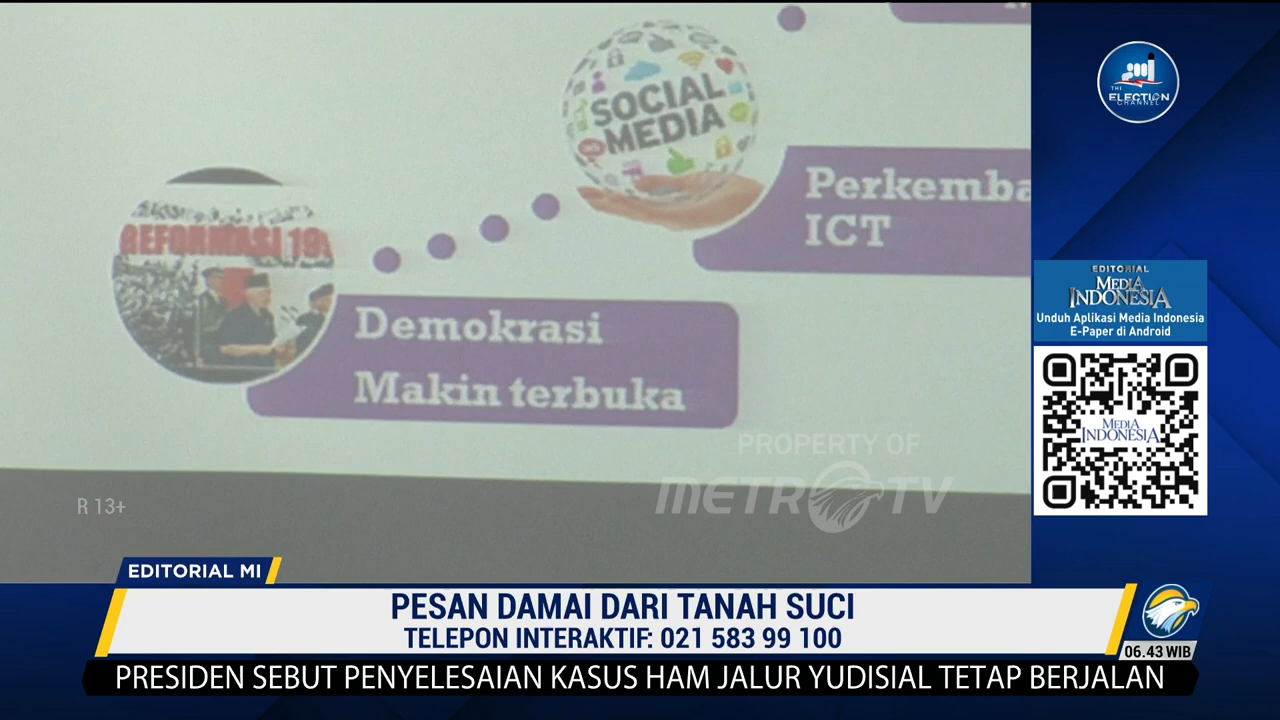 SOCIAL
MEDIA
THE
ELECTION
CHANNEL
ICT
REFORMASI
Demokrasi
Makin terbuka
EDITORIAL
MEDIA
INDONESIA
Unduh Aplikasi Media Indonesia
E-Paper di Android
MEDIA
INDONESIA
PROPERTY OF
METRO TV
R 13+
EDITORIAL MI
PESAN DAMAI DARI TANAH SUCI
TELEPON INTERAKTIF: 021 583 99 100
06.43 WIB
PRESIDEN SEBUT PENYELESAIAN KASUS HAM JALUR YUDISIAL TETAP BERJALAN